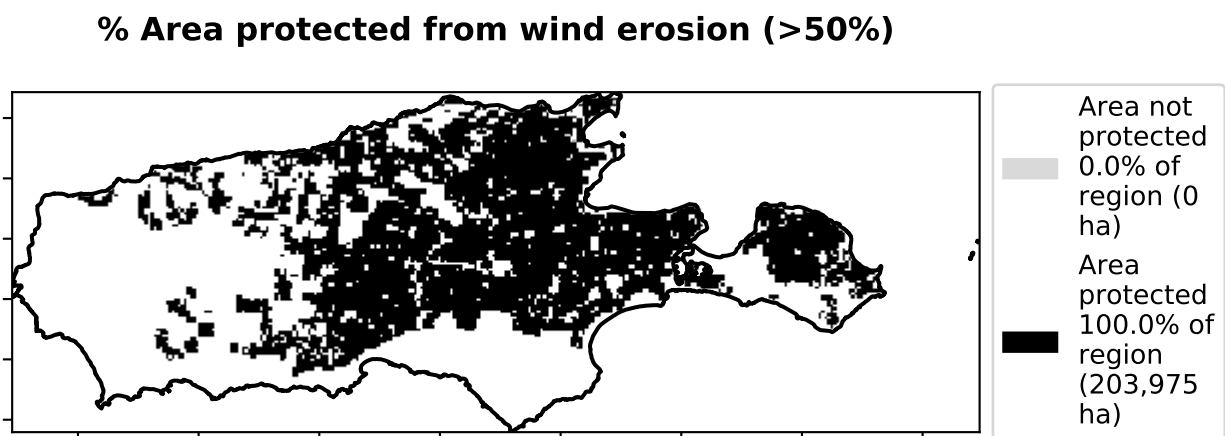 % Area protected from wind erosion (>50%)
Area not
protected
0.0% of
region (0
ha)
Area
protected
100.0% of
region
(203,975
ha)